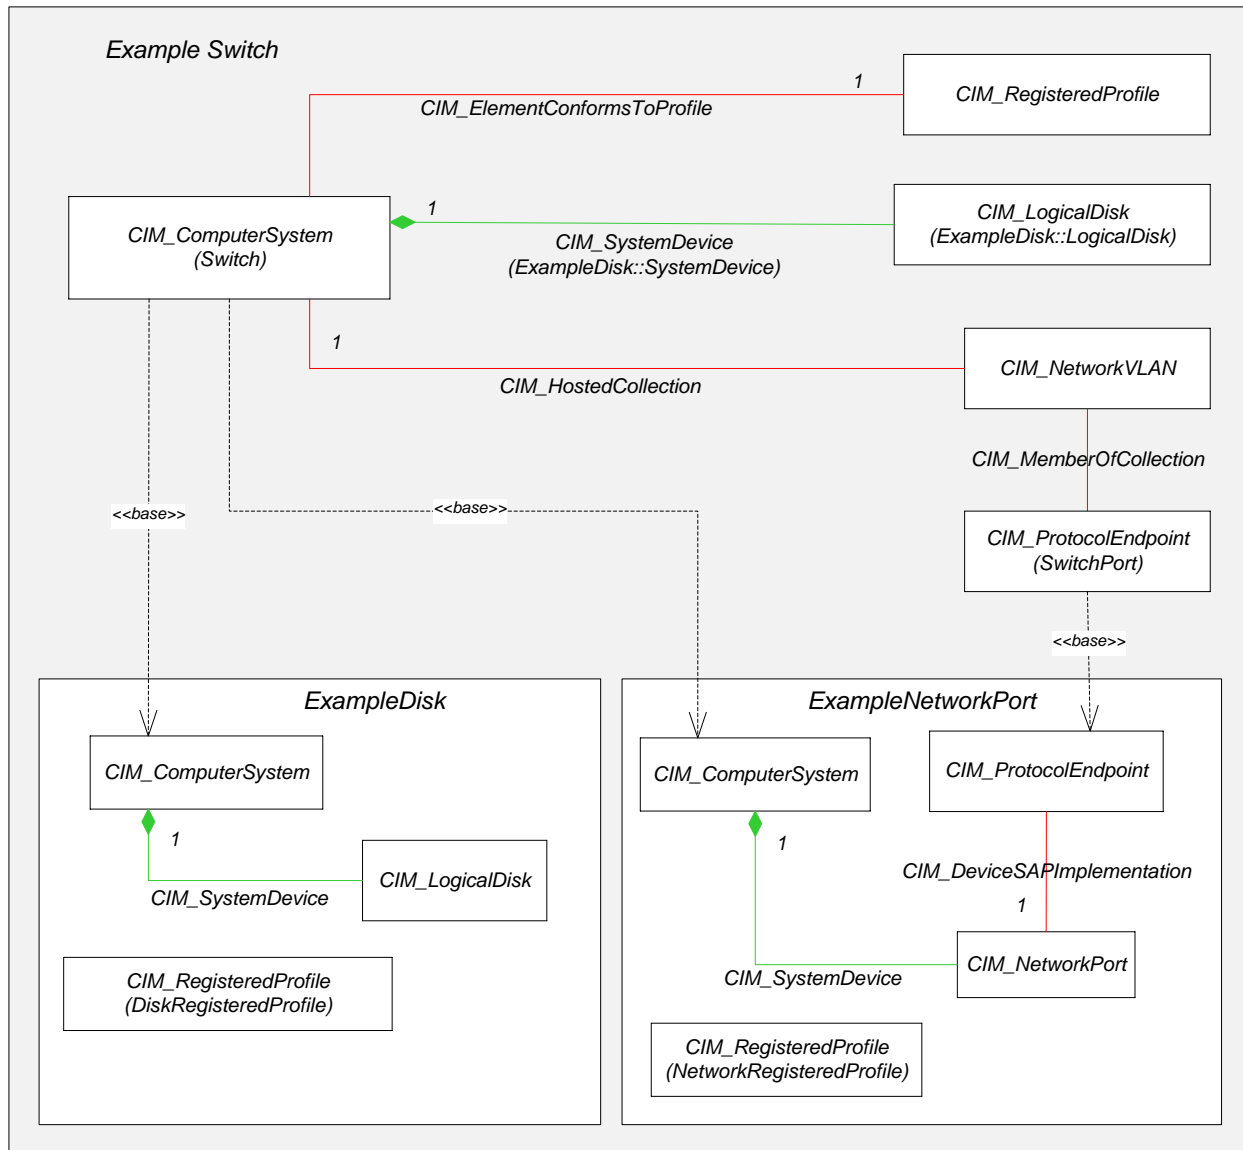 Example Switch
1
CIM_ElementConformsToProfile
CIM_RegisteredProfile
CIM_ComputerSystem
(Switch)
1
CIM_SystemDevice
(ExampleDisk::SystemDevice)
CIM_LogicalDisk
(ExampleDisk::LogicalDisk)
1
CIM_HostedCollection
CIM_NetworkVLAN
CIM_MemberOfCollection
<<base>>
<<base>>
CIM_ProtocolEndpoint
(SwitchPort)
<<base>>
ExampleDisk
CIM_ComputerSystem
1
CIM_SystemDevice
CIM_LogicalDisk
CIM_RegisteredProfile
(DiskRegisteredProfile)
ExampleNetworkPort
CIM_ComputerSystem
CIM_ProtocolEndpoint
1
CIM_DeviceSAPImplementation
1
CIM_SystemDevice
CIM_NetworkPort
CIM_RegisteredProfile
(NetworkRegisteredProfile)